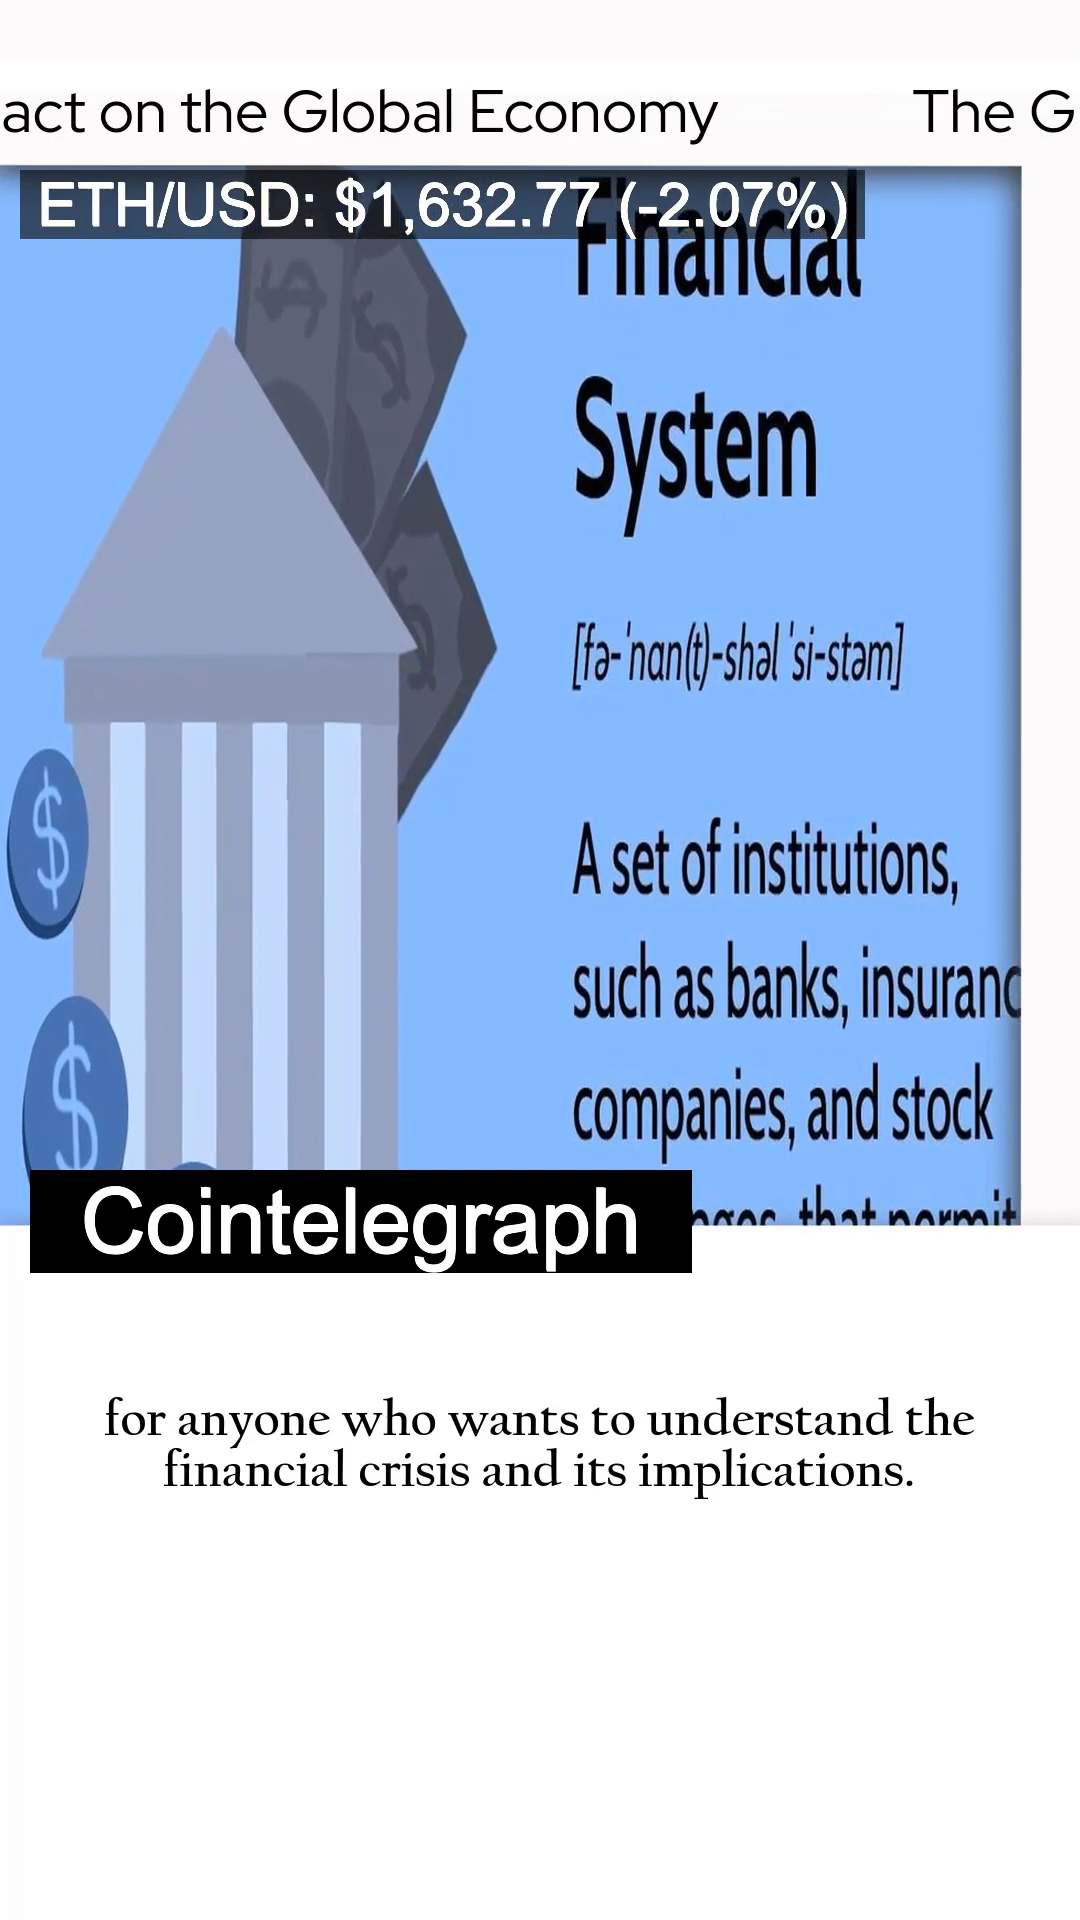 act on the Global Economy The G
ETH/USD: $1,632.77 (-2.07%)
Financial
System
[fə-ˈnan(t)-shəl ˈsi-stəm]
A set of institutions,
such as banks, insuranc
companies, and stock
that permit
Cointelegraph
for anyone who wants to understand the
financial crisis and its implications.